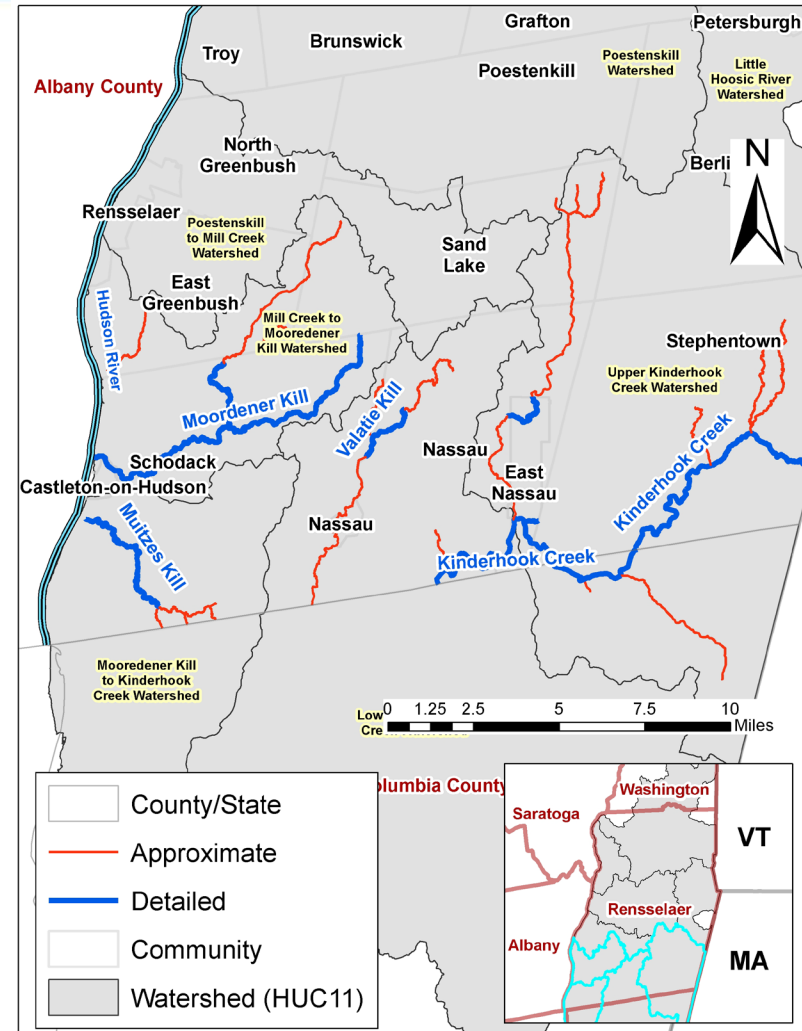 Grafton
Petersburgh
Brunswick
Troy
Poestenkill
Poestenskill
Watershed
Little
Hoosic River
Watershed
Albany County
North
Greenbush
Berli
N
Rensselaer
Poestenskill
to Mill Creek
Watershed
Sand
Lake
East
Greenbush
Hudson River
Mill Creek to
Mooredener
Kill Watershed
Stephentown
Upper Kinderhook
Creek Watershed
Moordener Kill
Valatie Kill
Kinderhook Creek
Nassau
Schodack
Castleton-on-Hudson
East
Nassau
Muitzes Kill
Nassau
Kinderhook Creek
Mooredener Kill
to Kinderhook
Creek Watershed
0 1.25 2.5 5 7.5 10
Miles
Low
Cre
olumbia County
County/State
Approximate
Detailed
Community
Watershed (HUC11)
Washington
Saratoga
VT
Rensselaer
Albany
MA